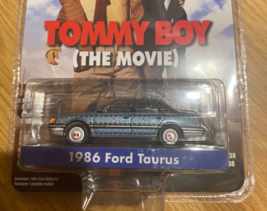 TOMMY BOY
(THE MOVIE)
1986 Ford Taurus